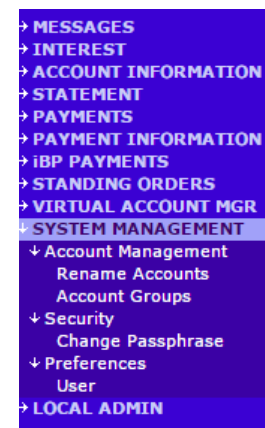 → MESSAGES
→ INTEREST
→ ACCOUNT INFORMATION
→ STATEMENT
→ PAYMENTS
→ PAYMENT INFORMATION
→ iBP PAYMENTS
→ STANDING ORDERS
→ VIRTUAL ACCOUNT MGR
↓ SYSTEM MANAGEMENT
↓ Account Management
Rename Accounts
Account Groups
↓ Security
Change Passphrase
↓ Preferences
User
→ LOCAL ADMIN